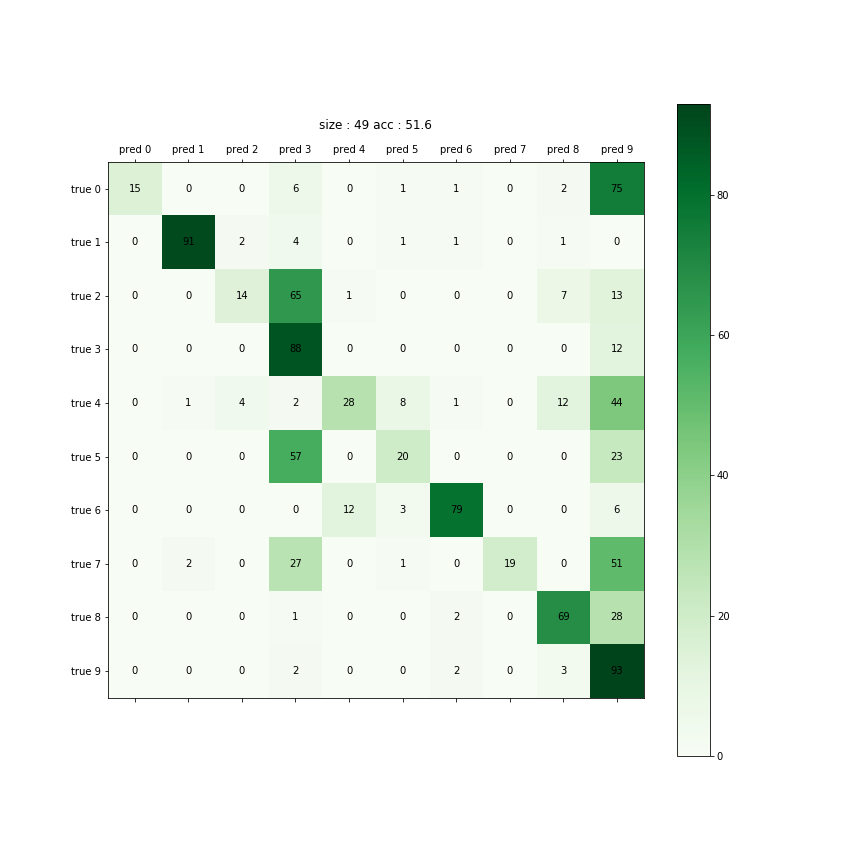 size : 49 acc : 51.6
pred 0 pred 1 pred 2 pred 3 pred 4 pred 5 pred 6 pred 7 pred 8 pred 9
true 0 15 0 0 6 0 1 1 0 2 75
true 1 0 91 2 4 0 1 1 0 1 0
true 2 0 0 14 65 1 0 0 0 7 13
true 3 0 0 0 88 0 0 0 0 0 12
true 4 0 1 4 2 28 8 1 0 12 44
true 5 0 0 0 57 0 20 0 0 0 23
true 6 0 0 0 0 12 3 79 0 0 6
true 7 0 2 0 27 0 1 0 19 0 51
true 8 0 0 0 1 0 0 2 0 69 28
true 9 0 0 0 2 0 0 2 0 3 93
80
60
40
20
0